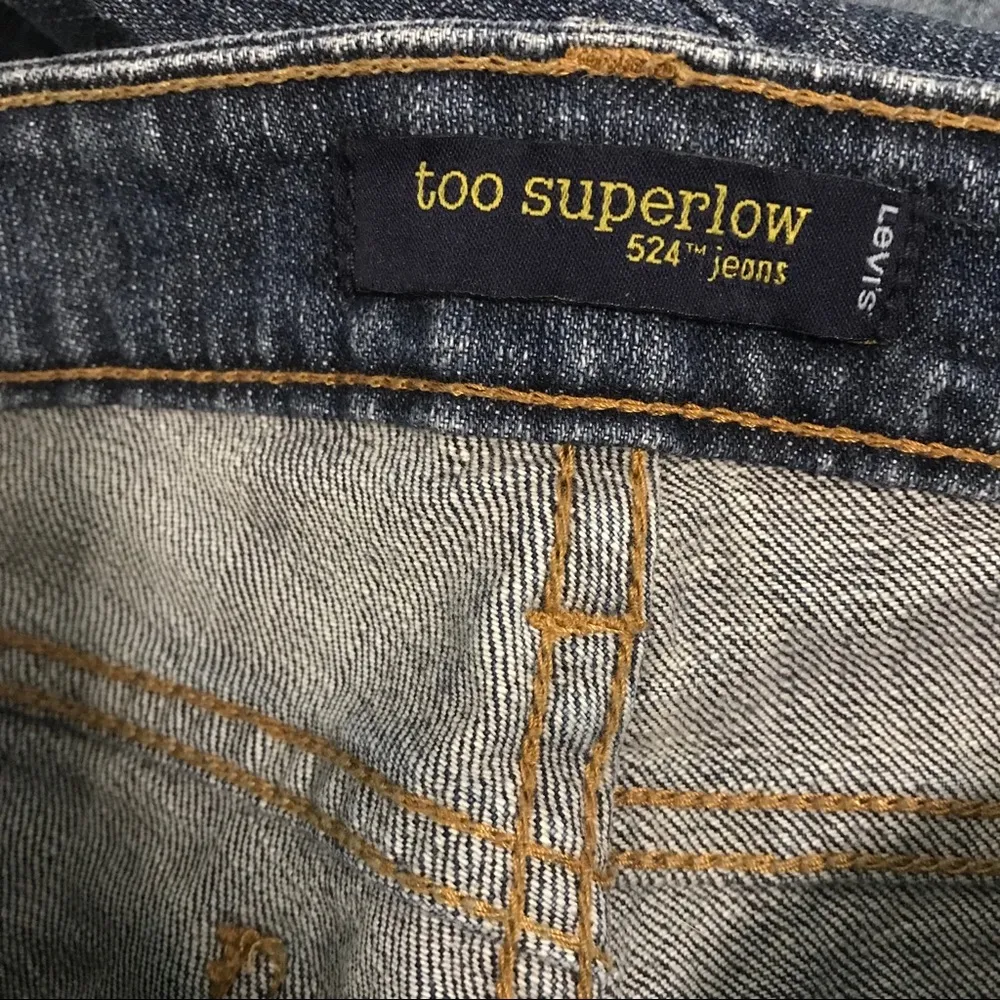 too superlow
524™ jeans
Levi's